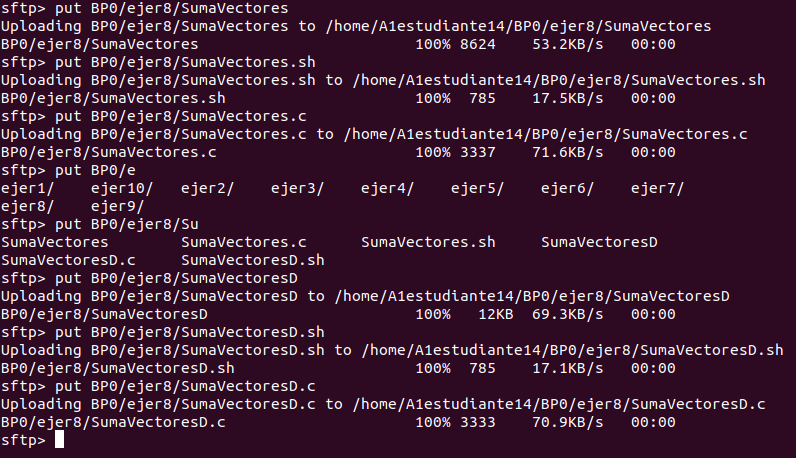 sftp> put BP0/ejer8/SumaVectores
Uploading BP0/ejer8/SumaVectores to /home/A1estudiante14/BP0/ejer8/SumaVectores
BP0/ejer8/SumaVectores 100% 8624 53.2KB/s 00:00
sftp> put BP0/ejer8/SumaVectores.sh
Uploading BP0/ejer8/SumaVectores.sh to /home/A1estudiante14/BP0/ejer8/SumaVectores.sh
BP0/ejer8/SumaVectores.sh 100% 785 17.5KB/s 00:00
sftp> put BP0/ejer8/SumaVectores.c
Uploading BP0/ejer8/SumaVectores.c to /home/A1estudiante14/BP0/ejer8/SumaVectores.c
BP0/ejer8/SumaVectores.c 100% 3337 71.6KB/s 00:00
sftp> put BP0/e
ejer1/ ejer10/ ejer2/ ejer3/ ejer4/ ejer5/ ejer6/ ejer7/
ejer8/ ejer9/
sftp> put BP0/ejer8/Su
SumaVectores SumaVectores.c SumaVectores.sh SumaVectoresD
SumaVectoresD.c SumaVectoresD.sh
sftp> put BP0/ejer8/SumaVectoresD
Uploading BP0/ejer8/SumaVectoresD to /home/A1estudiante14/BP0/ejer8/SumaVectoresD
BP0/ejer8/SumaVectoresD 100% 12KB 69.3KB/s 00:00
sftp> put BP0/ejer8/SumaVectoresD.sh
Uploading BP0/ejer8/SumaVectoresD.sh to /home/A1estudiante14/BP0/ejer8/SumaVectoresD.sh
BP0/ejer8/SumaVectoresD.sh 100% 785 17.1KB/s 00:00
sftp> put BP0/ejer8/SumaVectoresD.c
Uploading BP0/ejer8/SumaVectoresD.c to /home/A1estudiante14/BP0/ejer8/SumaVectoresD.c
BP0/ejer8/SumaVectoresD.c 100% 3333 70.9KB/s 00:00
sftp>